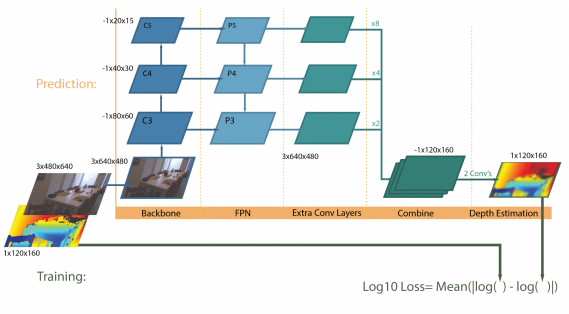 -1x20x15
C5
P5
x8
Prediction:
-1x40x30
C4
P4
x4
-1x80x60
C3
P3
x2
3x480x640
3x640x480
3x640x480
-1x120x160
1x120x160
2 Conv's
Backbone
FPN
Extra Conv Layers
Combine
Depth Estimation
1x120x160
Training:
Log10 Loss= Mean(|log( ' ) - log( ' )|)